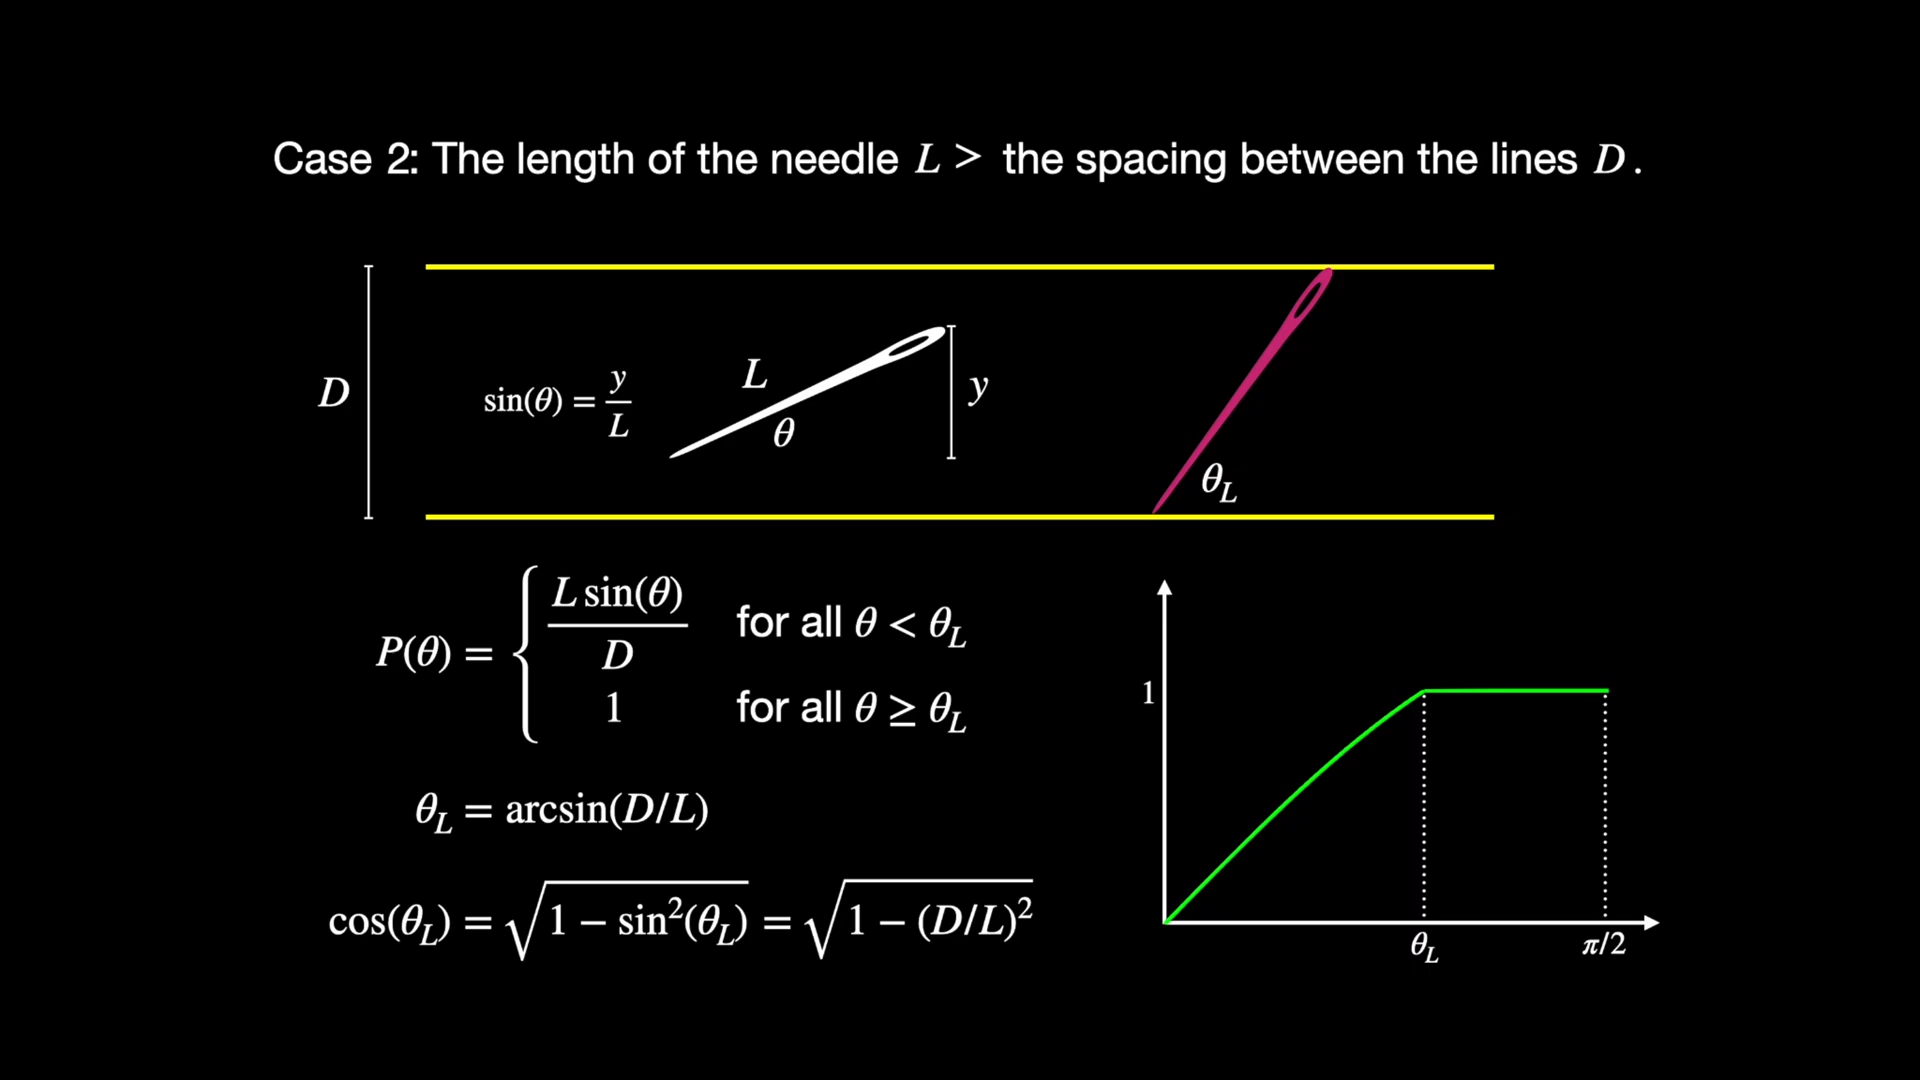 Case 2: The length of the needle L > the spacing between the lines D.
D
sin(θ) = y/L
L
θ
y
θ_L
P(θ) = { L sin(θ)/D for all θ < θ_L
1 for all θ ≥ θ_L
θ_L = arcsin(D/L)
cos(θ_L) = √(1 − sin²(θ_L)) = √(1 − (D/L)²)
1
θ_L
π/2